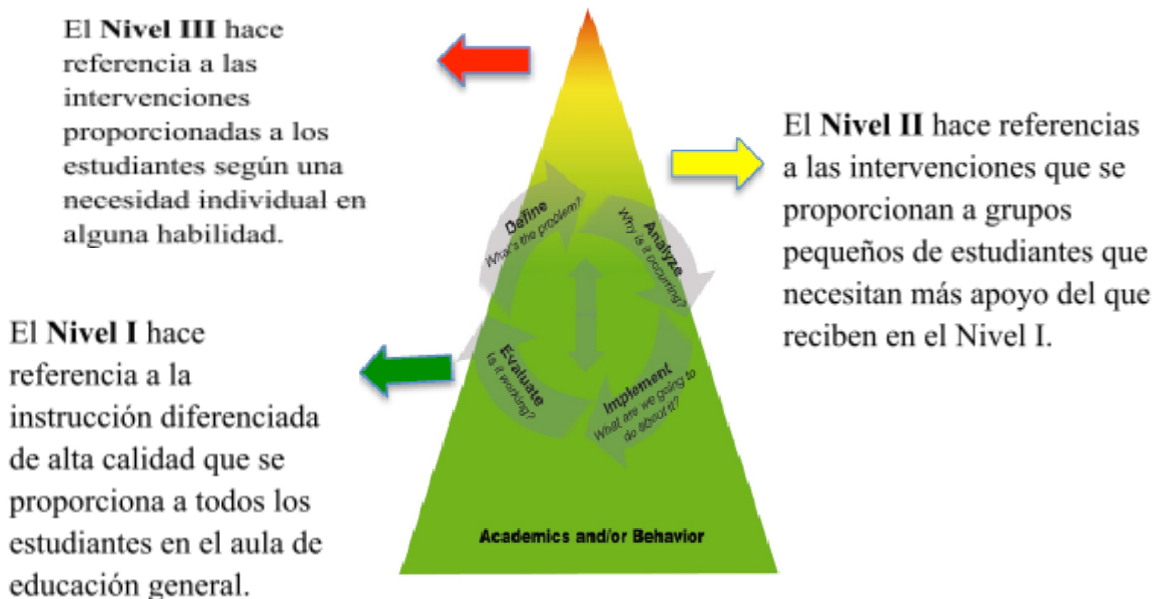 El Nivel III hace
referencia a las
intervenciones
proporcionadas a los
estudiantes según una
necesidad individual en
alguna habilidad.
El Nivel II hace referencias
a las intervenciones que se
proporcionan a grupos
pequeños de estudiantes que
necesitan más apoyo del que
reciben en el Nivel I.
El Nivel I hace
referencia a la
instrucción diferenciada
de alta calidad que se
proporciona a todos los
estudiantes en el aula de
educación general.
Define
What's the problem?
Analyze
Why is it occurring?
Implement
What are we going to
do about it?
Evaluate
Is it working?
Academics and/or Behavior